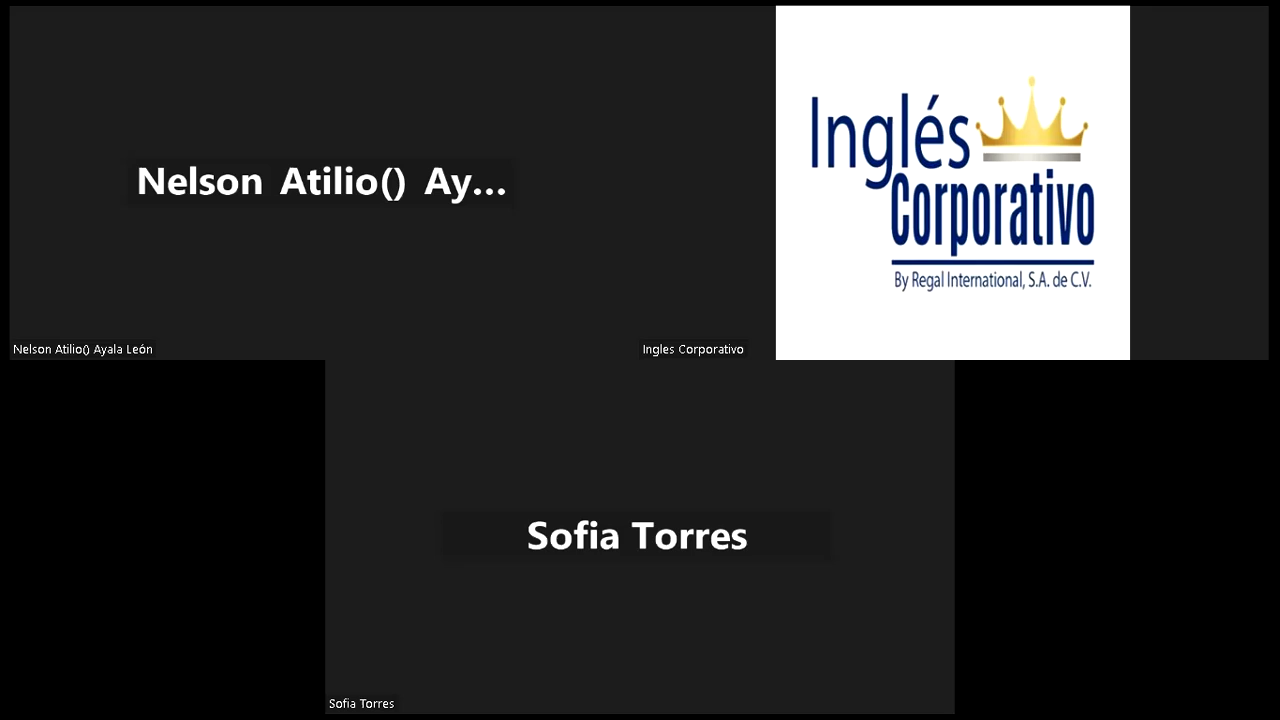 Nelson Atilio() Ay...
Nelson Atilio() Ayala León
Inglés
Corporativo
By Regal International, S.A. de C.V.
Ingles Corporativo
Sofia Torres
Sofia Torres